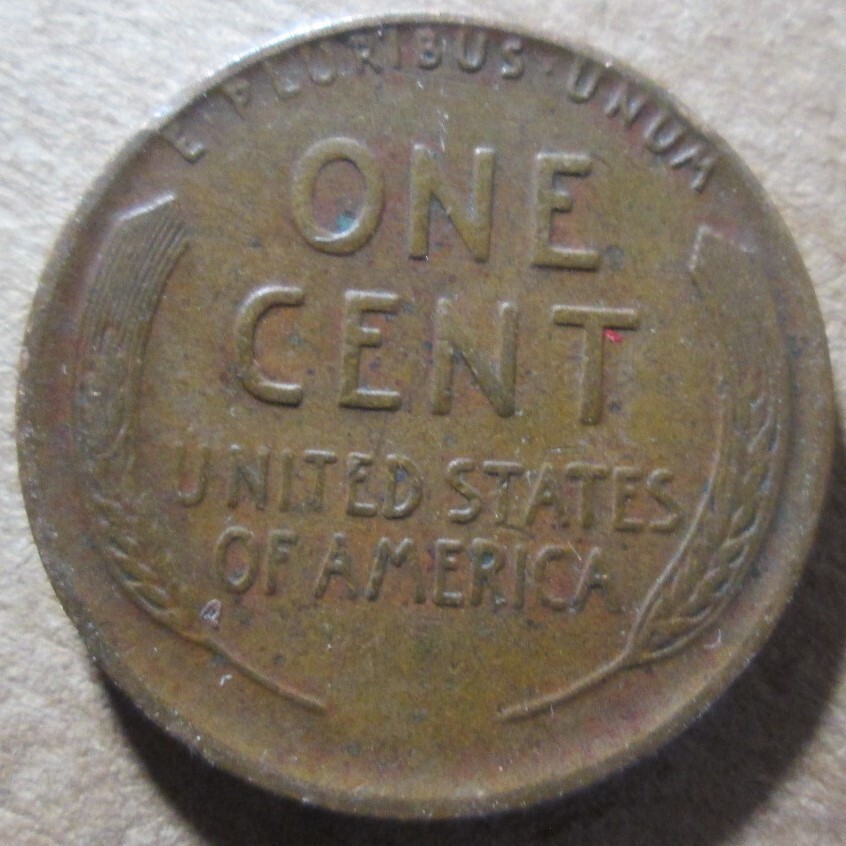 E PLURIBUS · UNUM
ONE
CENT
UNITED STATES
OF AMERICA